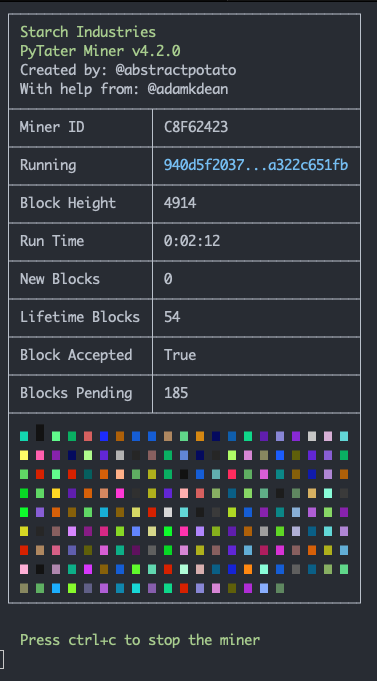 Starch Industries
PyTater Miner v4.2.0
Created by: @abstractpotato
With help from: @adamkdean
Miner ID C8F62423
Running 940d5f2037...a322c651fb
Block Height 4914
Run Time 0:02:12
New Blocks 0
Lifetime Blocks 54
Block Accepted True
Blocks Pending 185
Press ctrl+c to stop the miner